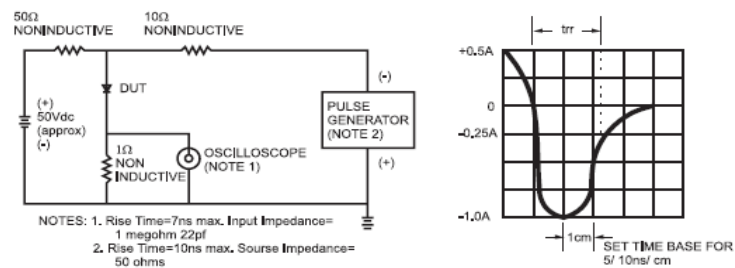 50Ω
NONINDUCTIVE
10Ω
NONINDUCTIVE
DUT
(+)
50Vdc
(approx)
(-)
1Ω
NON
INDUCTIVE
OSCILLOSCOPE
(NOTE 1)
(-)
PULSE
GENERATOR
(NOTE 2)
(+)
NOTES: 1. Rise Time=7ns max. Input Impedance=
1 megohm 22pf
2. Rise Time=10ns max. Sourse Impedance=
50 ohms
trr
+0.5A
0
-0.25A
-1.0A
1cm
SET TIME BASE FOR
5/ 10ns/ cm